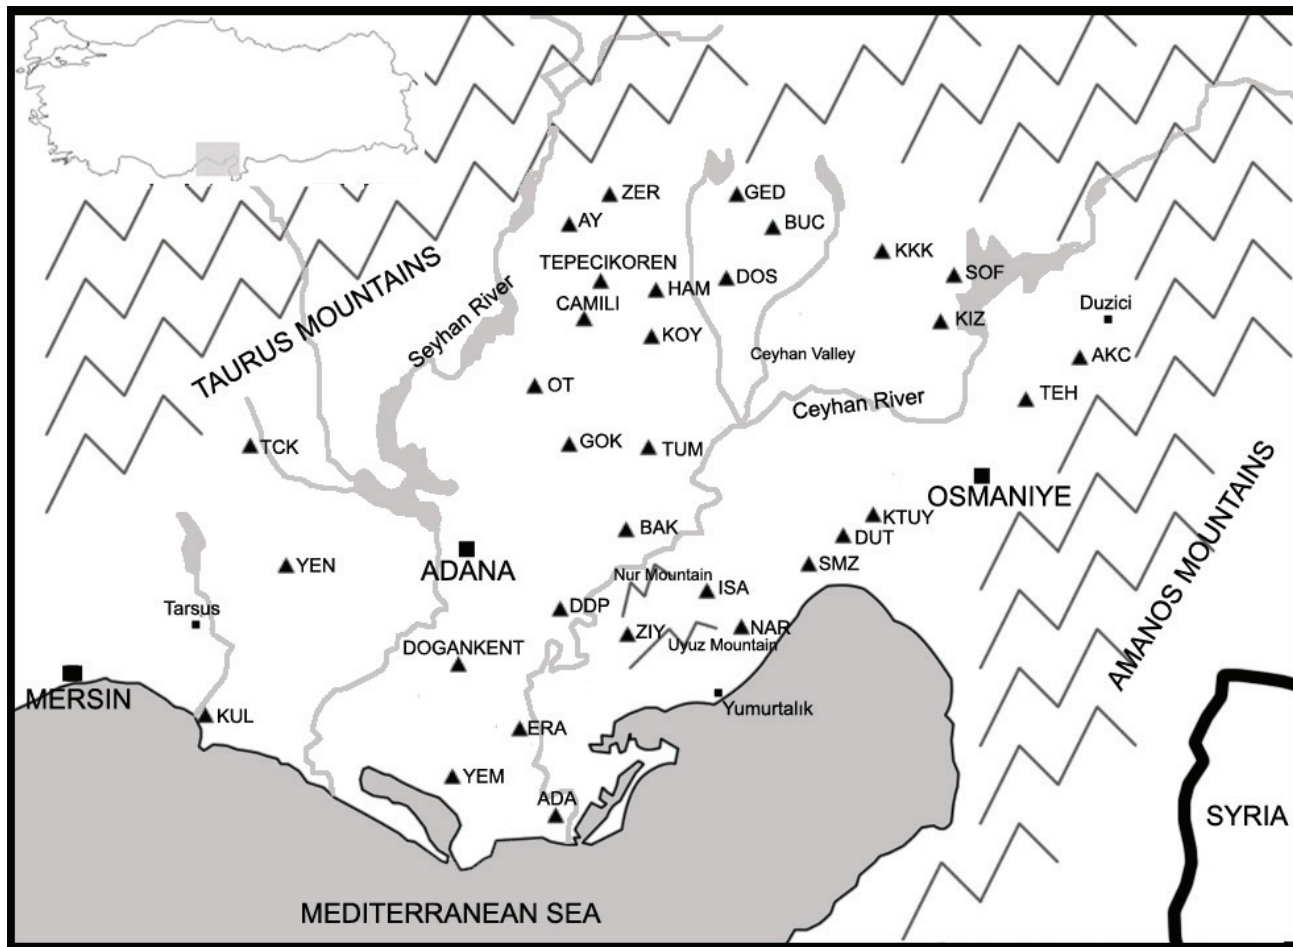 ZER
GED
AY
BUC
KKK
TEPECIKOREN
HAM
DOS
SOF
TAURUS MOUNTAINS
Seyhan River
CAMILI
KOY
KIZ
Duzici
Ceyhan Valley
AKC
OT
Ceyhan River
TEH
TCK
GOK
TUM
OSMANIYE
AMANOS MOUNTAINS
KTUY
BAK
DUT
YEN
ADANA
Nur Mountain
SMZ
ISA
Tarsus
DDP
ZIY
NAR
DOGANKENT
Uyuz Mountain
MERSIN
KUL
Yumurtalık
ERA
YEM
ADA
SYRIA
MEDITERRANEAN SEA